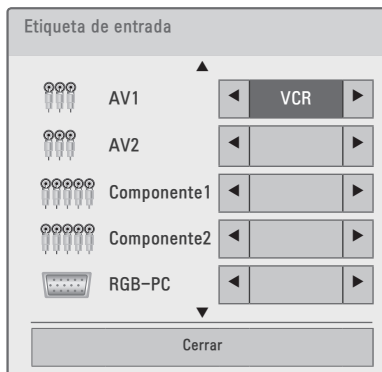 Etiqueta de entrada
AV1 VCR
AV2
Componente1
Componente2
RGB-PC
Cerrar